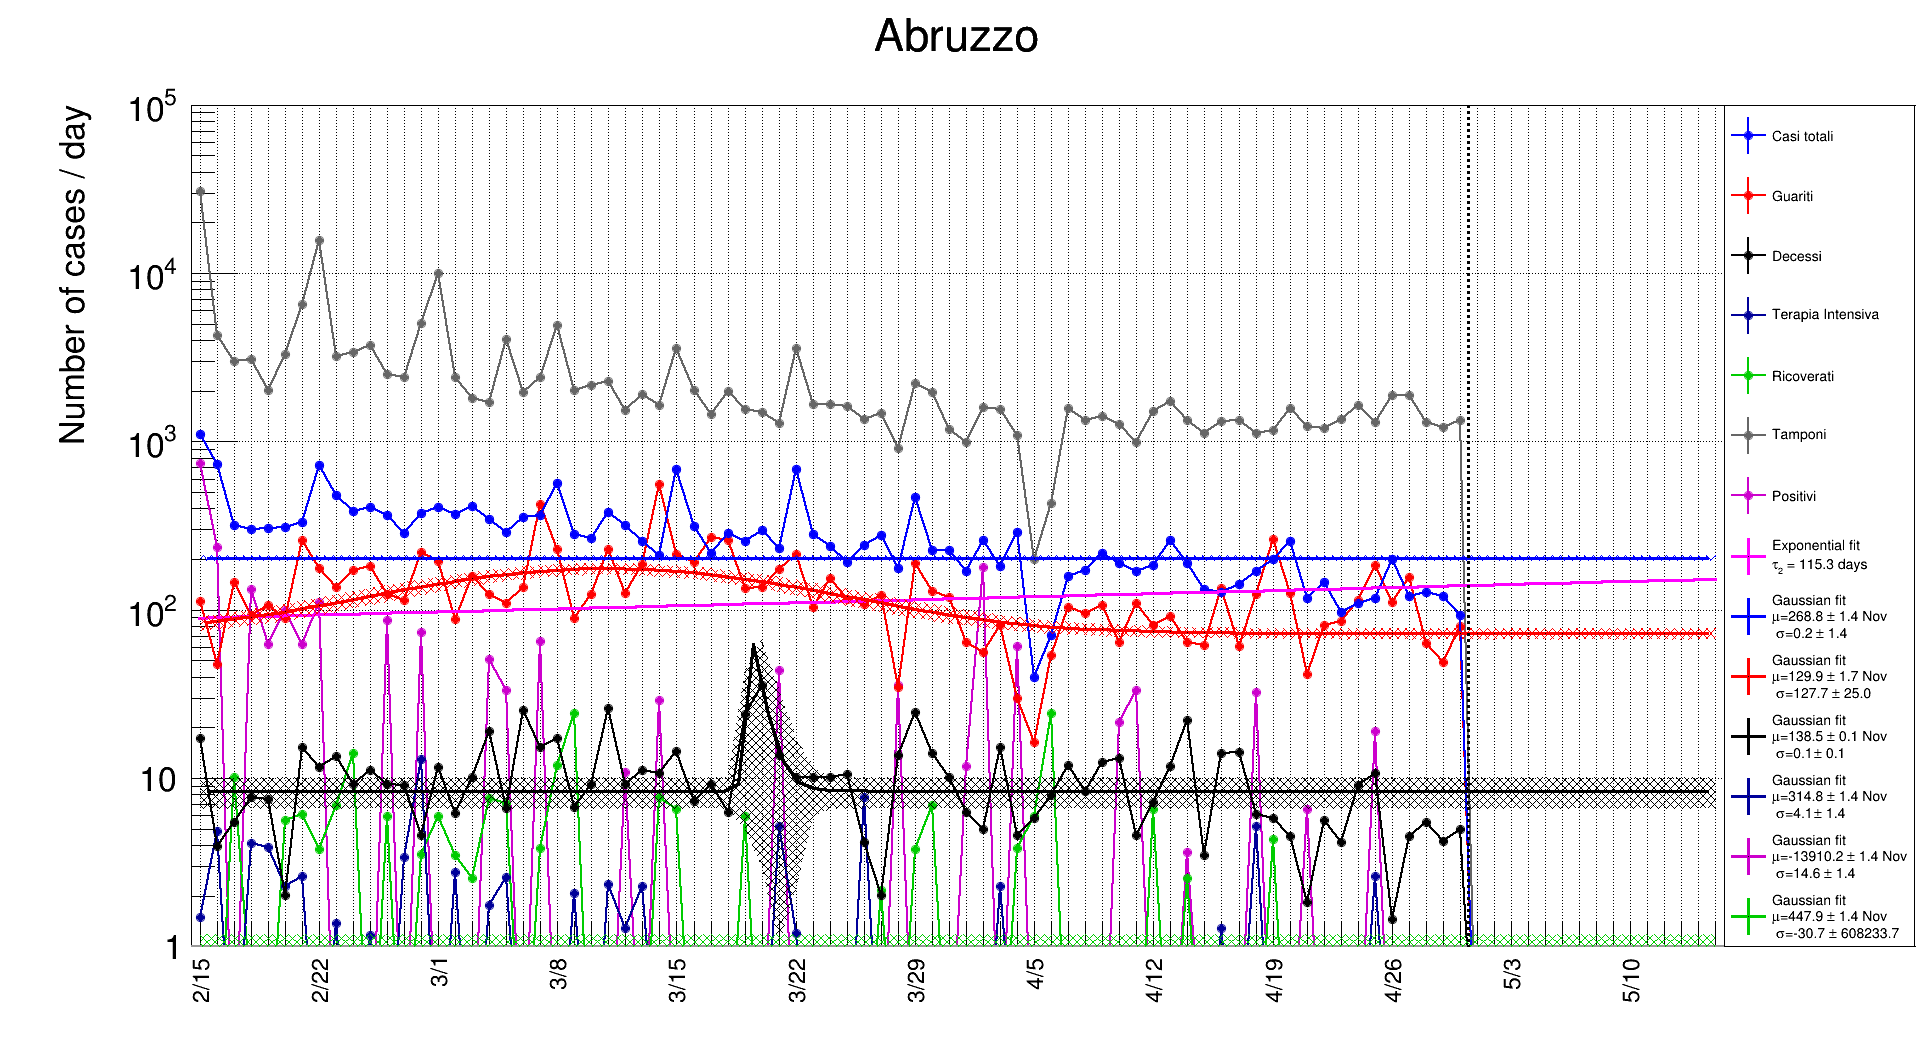 Abruzzo
Number of cases / day
10^5
10^4
10^3
10^2
10
1
2/15
2/22
3/1
3/8
3/15
3/22
3/29
4/5
4/12
4/19
4/26
5/3
5/10
Casi totali
Guariti
Decessi
Terapia Intensiva
Ricoverati
Tamponi
Positivi
Exponential fit
τ₂ = 115.3 days
Gaussian fit
μ=268.8 ± 1.4 Nov
σ=0.2 ± 1.4
Gaussian fit
μ=129.9 ± 1.7 Nov
σ=127.7 ± 25.0
Gaussian fit
μ=138.5 ± 0.1 Nov
σ=0.1 ± 0.1
Gaussian fit
μ=314.8 ± 1.4 Nov
σ=4.1 ± 1.4
Gaussian fit
μ=-13910.2 ± 1.4 Nov
σ=14.6 ± 1.4
Gaussian fit
μ=447.9 ± 1.4 Nov
σ=-30.7 ± 608233.7